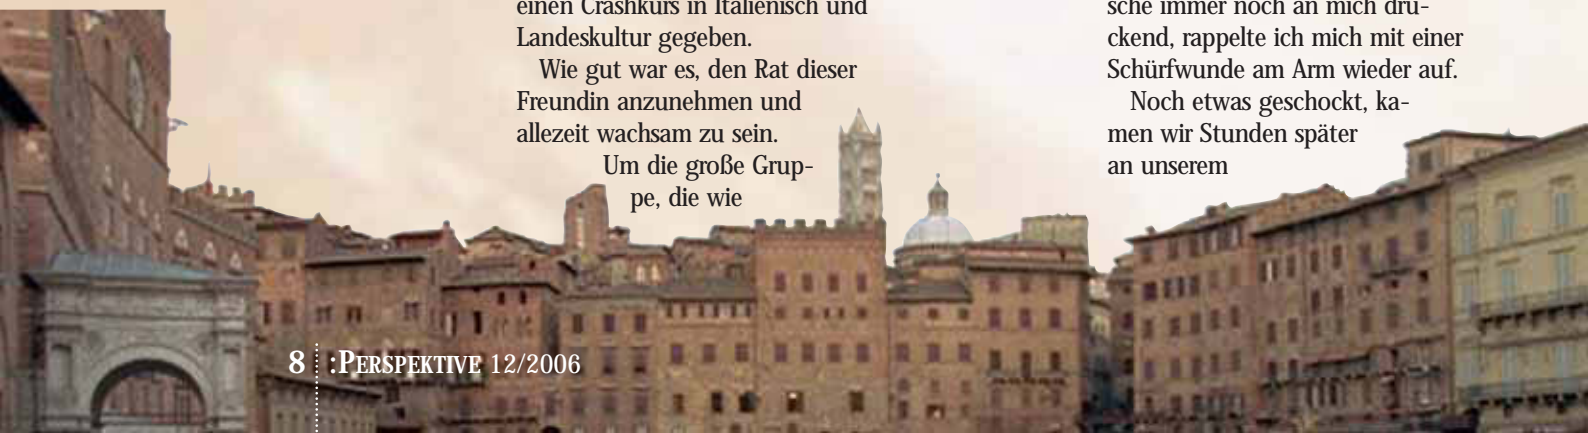 einen Crashkurs in Italienisch und
Landeskultur gegeben.
Wie gut war es, den Rat dieser
Freundin anzunehmen und
allezeit wachsam zu sein.
Um die große Grup-
pe, die wie
sche immer noch an mich drü-
ckend, rappelte ich mich mit einer
Schürfwunde am Arm wieder auf.
Noch etwas geschockt, ka-
men wir Stunden später
an unserem
8 :PERSPEKTIVE 12/2006